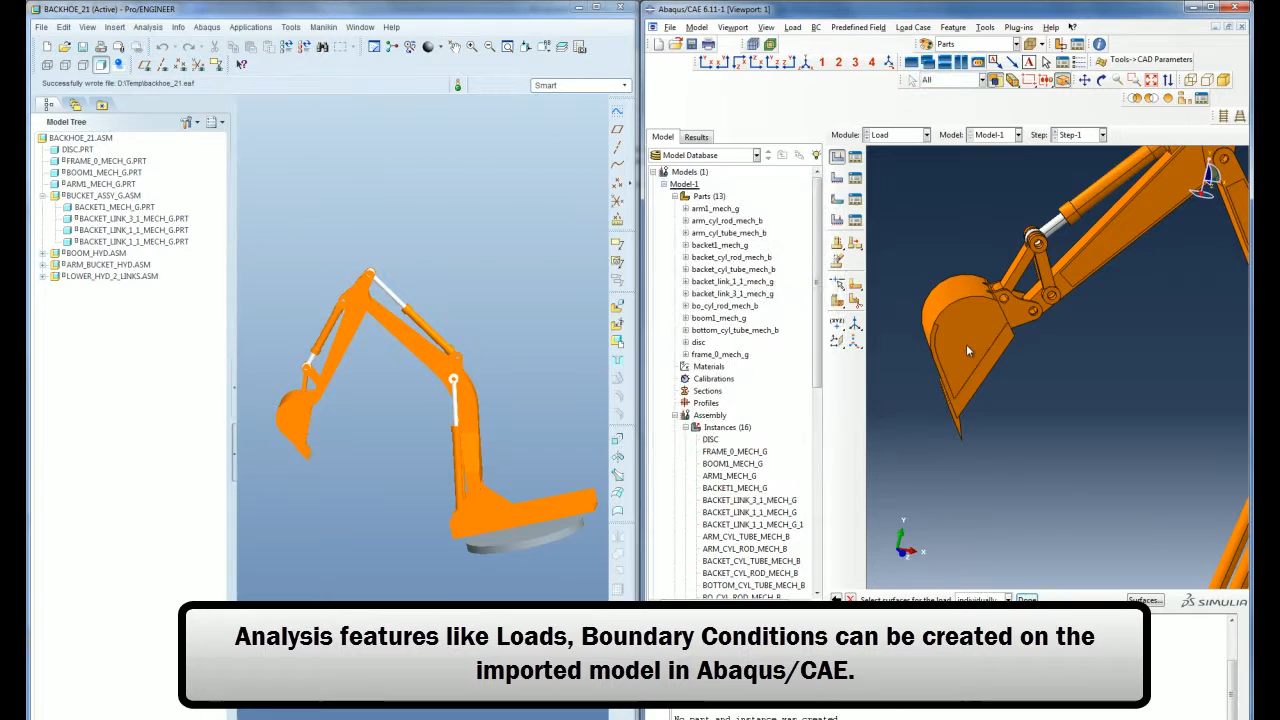 BACKHOE_21 (Active) - Pro/ENGINEER
File Edit View Insert Analysis Info Abaqus Applications Tools Manikin Window Help
Successfully wrote file: D:\Temp\backhoe_21.eaf
Smart
Model Tree
BACKHOE_21.ASM
DISC.PRT
FRAME_0_MECH_G.PRT
BOOM1_MECH_G.PRT
ARM1_MECH_G.PRT
BUCKET_ASSY_G.ASM
BACKET1_MECH_G.PRT
BACKET_LINK_3_1_MECH_G.PRT
BACKET_LINK_1_1_MECH_G.PRT
BACKET_LINK_1_1_MECH_G.PRT
BOOM_HYD.ASM
ARM_BUCKET_HYD.ASM
LOWER_HYD_2_LINKS.ASM
Abaqus/CAE 6.11-1 [Viewport: 1]
File Model Viewport View Load BC Predefined Field Load Case Feature Tools Plug-ins Help
Parts
1 2 3 4 A Tools->CAD Parameters
All
Model Results
Module: Load Model: Model-1 Step: Step-1
Model Database
Models (1)
Model-1
Parts (13)
arm1_mech_g
arm_cyl_rod_mech_b
arm_cyl_tube_mech_b
backet1_mech_g
backet_cyl_rod_mech_b
backet_cyl_tube_mech_b
backet_link_1_1_mech_g
backet_link_3_1_mech_g
bo_cyl_rod_mech_b
boom1_mech_g
bottom_cyl_tube_mech_b
disc
frame_0_mech_g
Materials
Calibrations
Sections
Profiles
Assembly
Instances (16)
DISC
FRAME_0_MECH_G
BOOM1_MECH_G
ARM1_MECH_G
BACKET1_MECH_G
BACKET_LINK_3_1_MECH_G
BACKET_LINK_1_1_MECH_G
BACKET_LINK_1_1_MECH_G_1
ARM_CYL_TUBE_MECH_B
ARM_CYL_ROD_MECH_B
BACKET_CYL_TUBE_MECH_B
BACKET_CYL_ROD_MECH_B
BOTTOM_CYL_TUBE_MECH_B
BO_CYL_ROD_MECH_B
(XYZ)
Y
X
Z
Select surfaces for the load individually Done Surfaces...
SIMULIA
Analysis features like Loads, Boundary Conditions can be created on the
imported model in Abaqus/CAE.
No part and instance was created